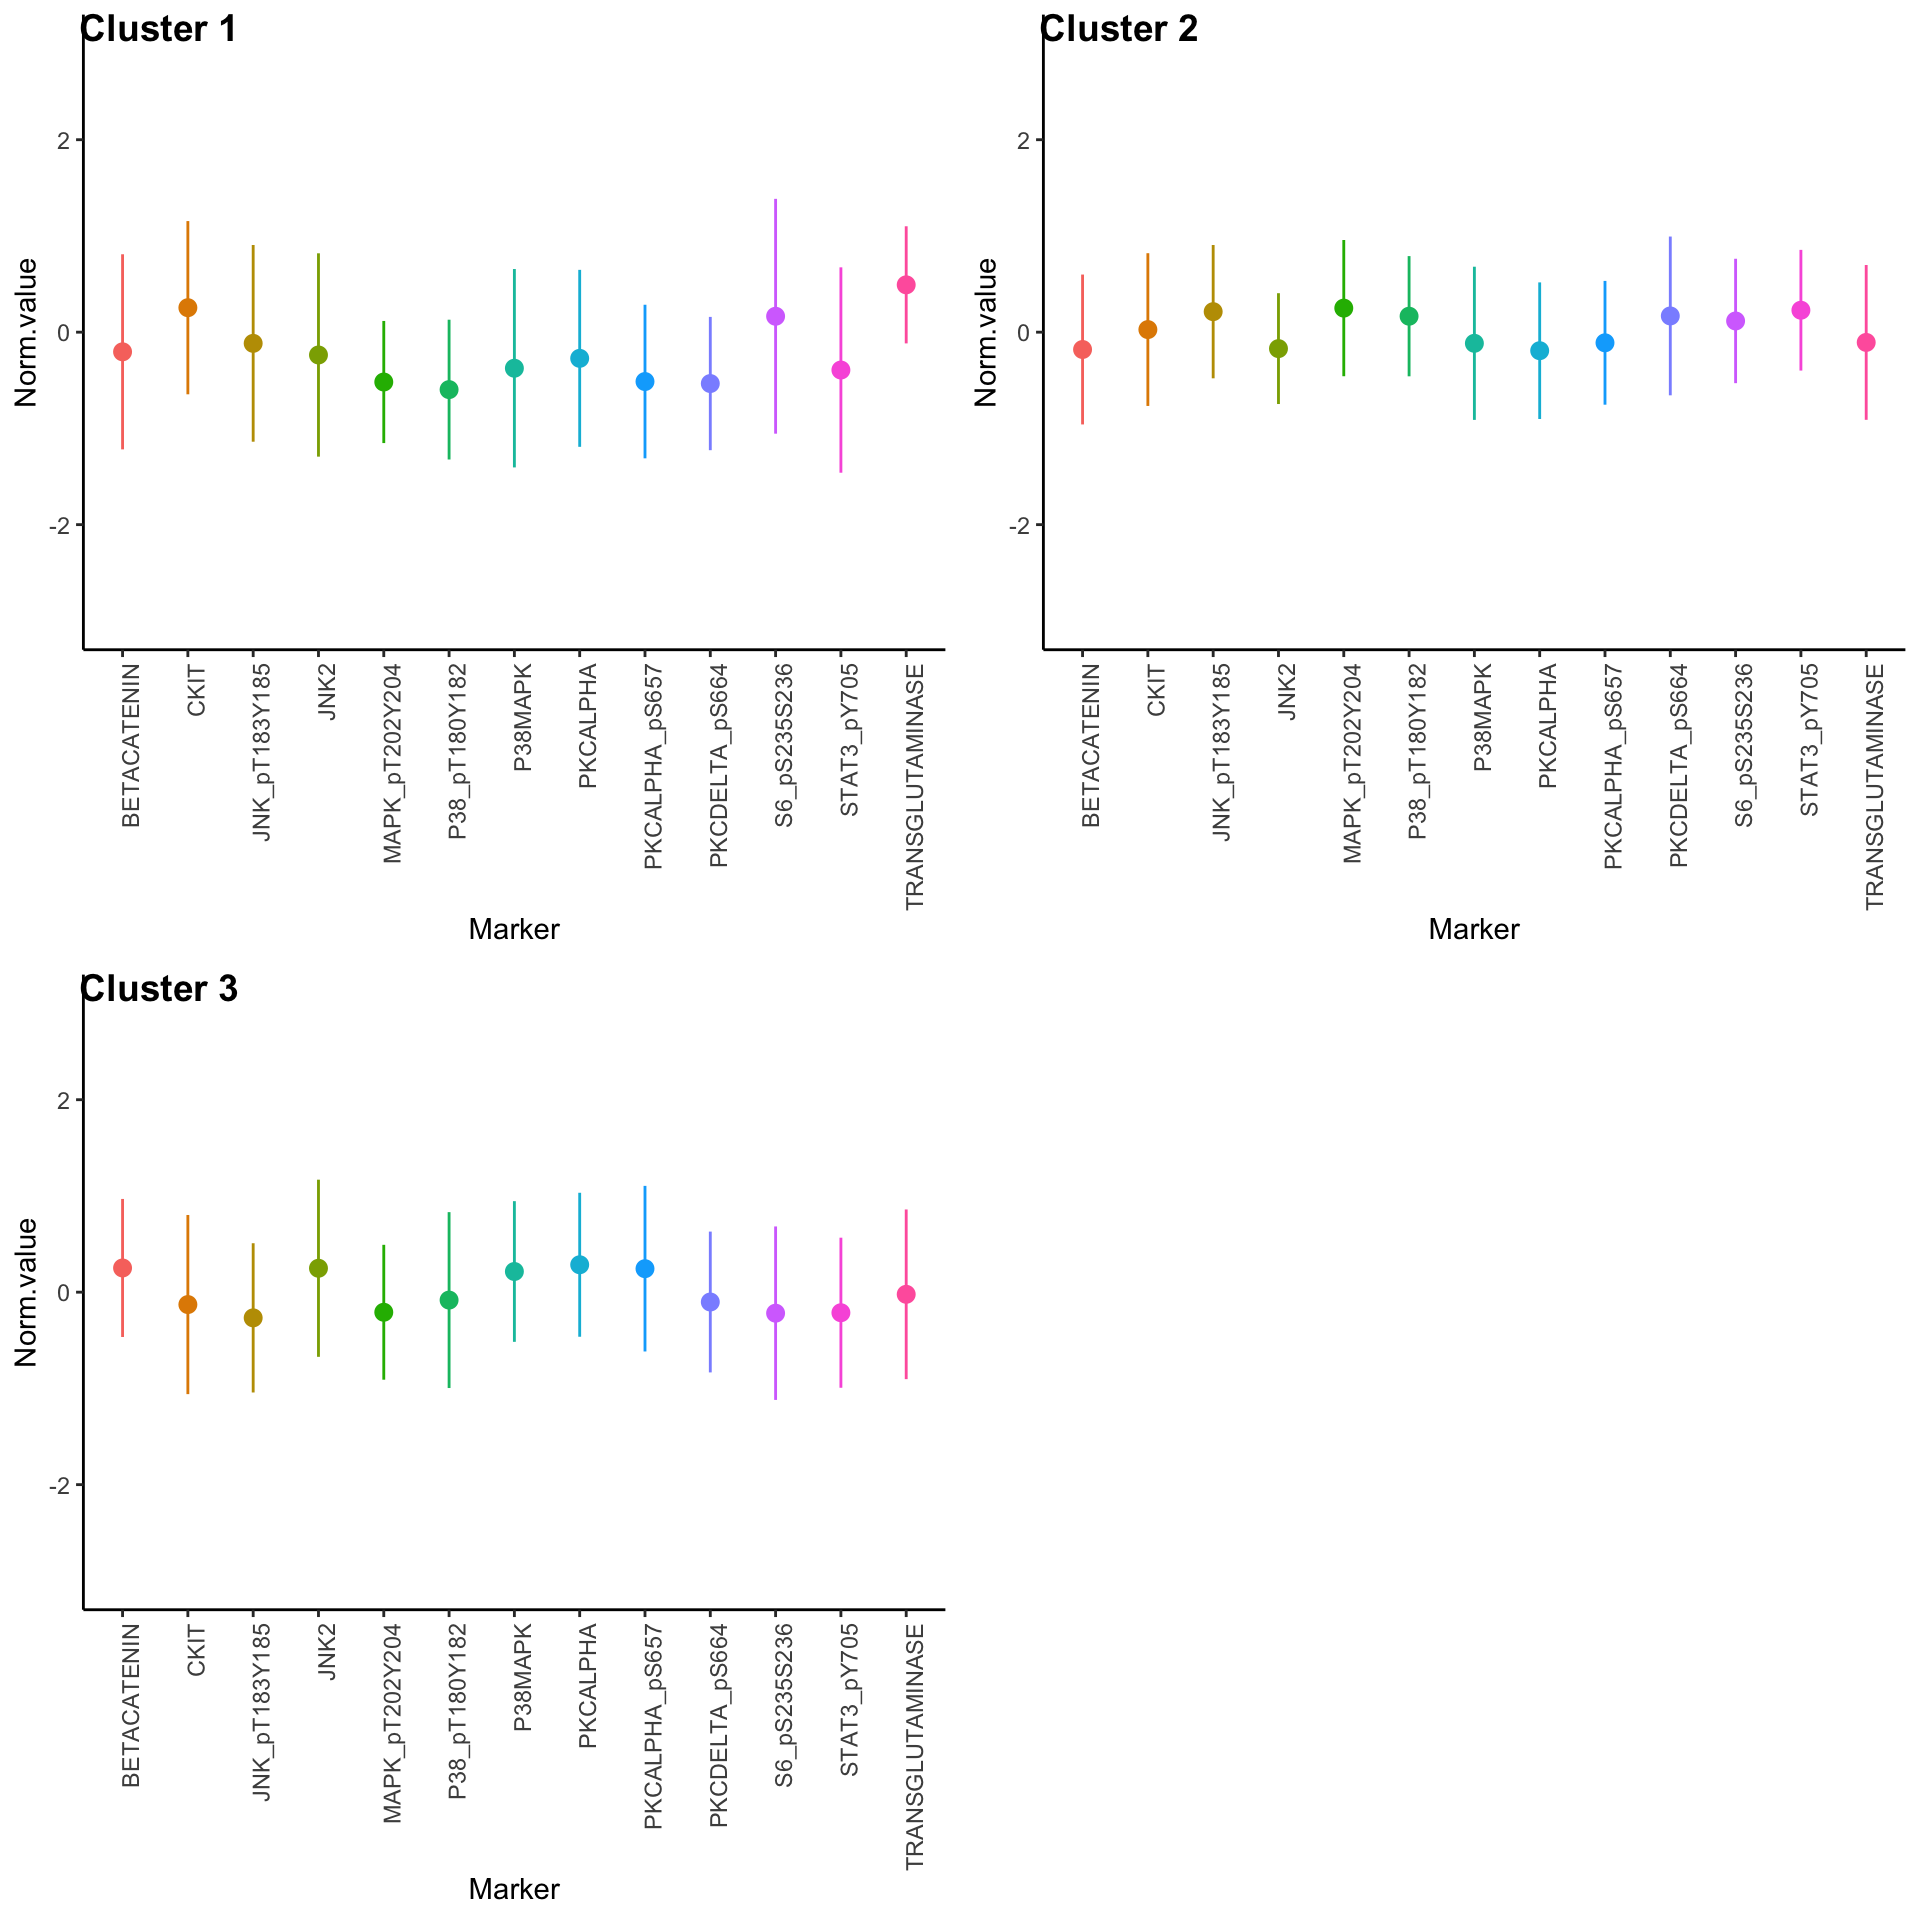 Cluster 1
2
0
-2
Norm.value
BETACATENIN
CKIT
JNK_pT183Y185
JNK2
MAPK_pT202Y204
P38_pT180Y182
P38MAPK
PKCALPHA
PKCALPHA_pS657
PKCDELTA_pS664
S6_pS235S236
STAT3_pY705
TRANSGLUTAMINASE
Marker
Cluster 2
2
0
-2
Norm.value
BETACATENIN
CKIT
JNK_pT183Y185
JNK2
MAPK_pT202Y204
P38_pT180Y182
P38MAPK
PKCALPHA
PKCALPHA_pS657
PKCDELTA_pS664
S6_pS235S236
STAT3_pY705
TRANSGLUTAMINASE
Marker
Cluster 3
2
0
-2
Norm.value
BETACATENIN
CKIT
JNK_pT183Y185
JNK2
MAPK_pT202Y204
P38_pT180Y182
P38MAPK
PKCALPHA
PKCALPHA_pS657
PKCDELTA_pS664
S6_pS235S236
STAT3_pY705
TRANSGLUTAMINASE
Marker